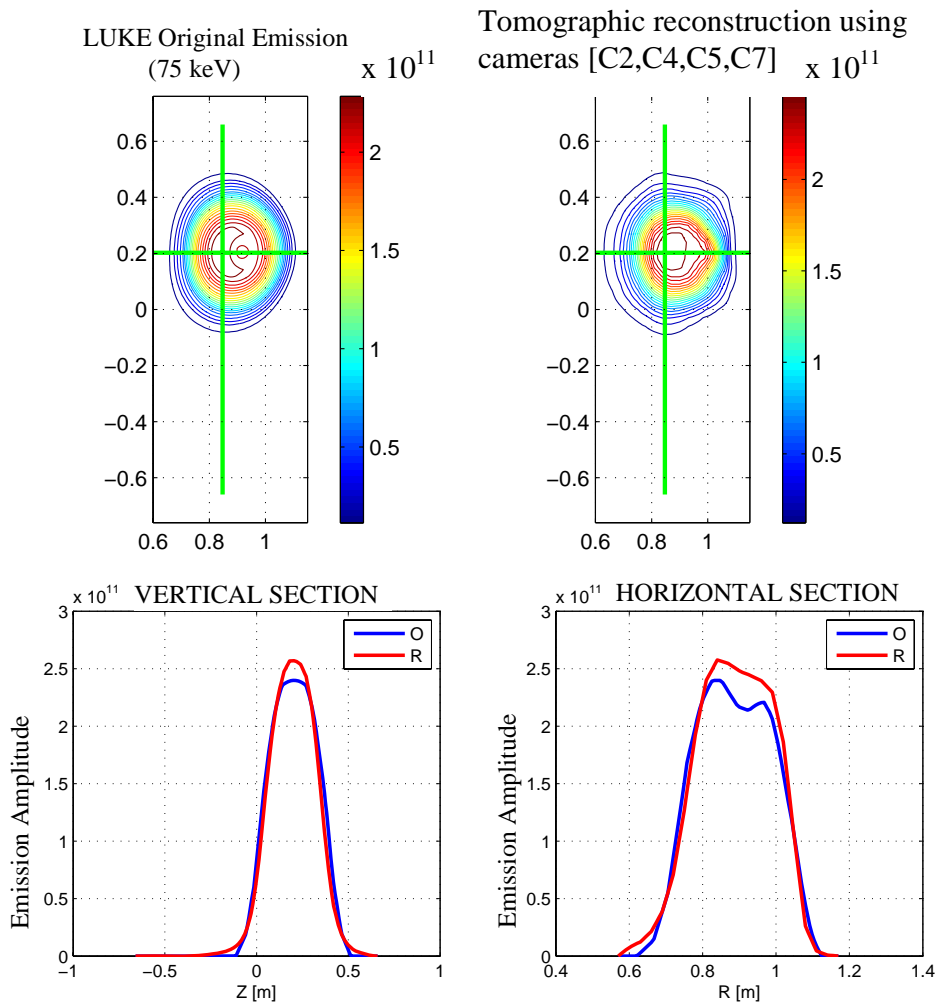 LUKE Original Emission
(75 keV)
x 10^11
Tomographic reconstruction using
cameras [C2,C4,C5,C7]
x 10^11
0.6
0.4
0.2
0
−0.2
−0.4
−0.6
0.6 0.8 1
2
1.5
1
0.5
0.6
0.4
0.2
0
−0.2
−0.4
−0.6
0.6 0.8 1
2
1.5
1
0.5
x 10^11
VERTICAL SECTION
O
R
3
2.5
2
1.5
1
0.5
0
Emission Amplitude
−1 −0.5 0 0.5 1
Z [m]
x 10^11
HORIZONTAL SECTION
O
R
3
2.5
2
1.5
1
0.5
0
Emission Amplitude
0.4 0.6 0.8 1 1.2 1.4
R [m]